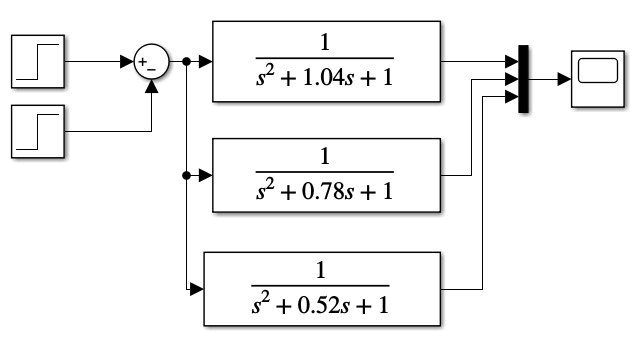 +
−
1
s² + 1.04s + 1
1
s² + 0.78s + 1
1
s² + 0.52s + 1